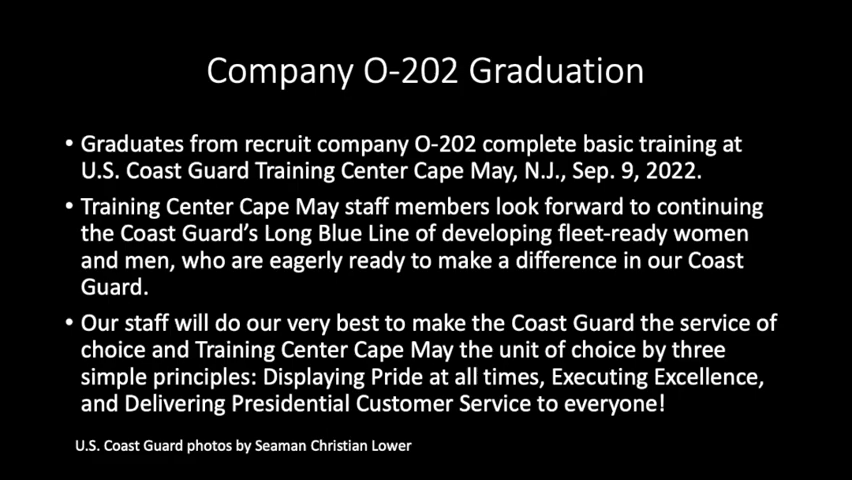 Company O-202 Graduation
• Graduates from recruit company O-202 complete basic training at
U.S. Coast Guard Training Center Cape May, N.J., Sep. 9, 2022.
• Training Center Cape May staff members look forward to continuing
the Coast Guard’s Long Blue Line of developing fleet-ready women
and men, who are eagerly ready to make a difference in our Coast
Guard.
• Our staff will do our very best to make the Coast Guard the service of
choice and Training Center Cape May the unit of choice by three
simple principles: Displaying Pride at all times, Executing Excellence,
and Delivering Presidential Customer Service to everyone!
U.S. Coast Guard photos by Seaman Christian Lower